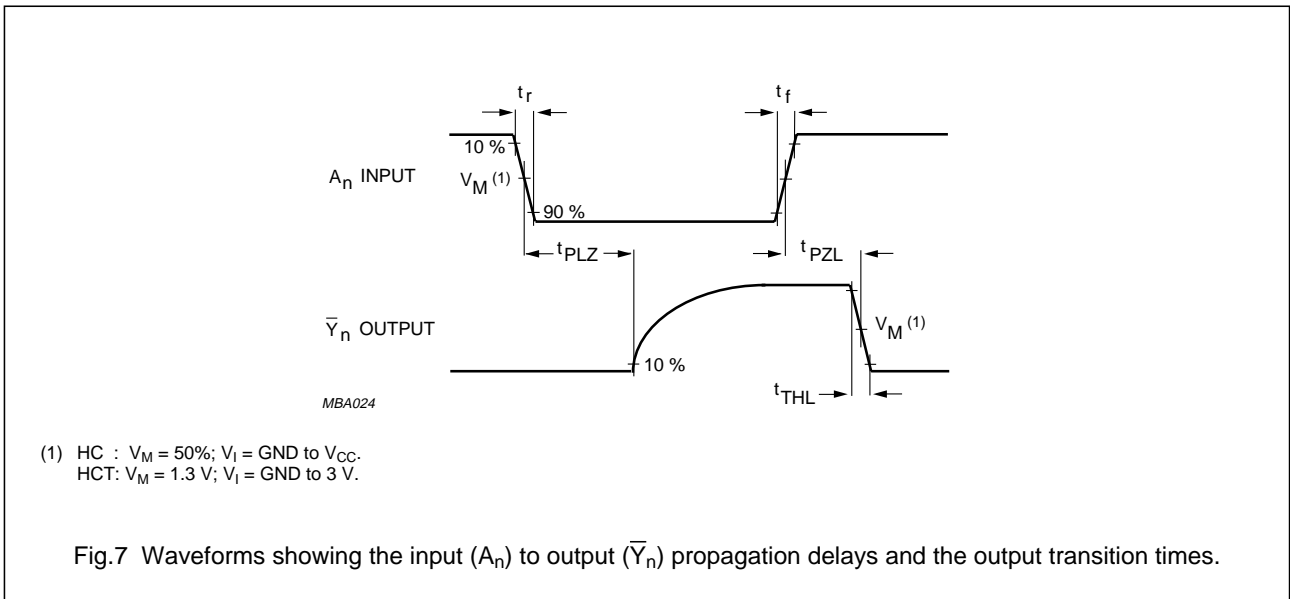 t r
t f
10 %
A n INPUT
V M (1)
90 %
t PLZ
t PZL
Y̅ n OUTPUT
V M (1)
10 %
t THL
MBA024
(1) HC : V M = 50%; V I = GND to V CC.
HCT: V M = 1.3 V; V I = GND to 3 V.
Fig.7 Waveforms showing the input (A n) to output (Y̅ n) propagation delays and the output transition times.